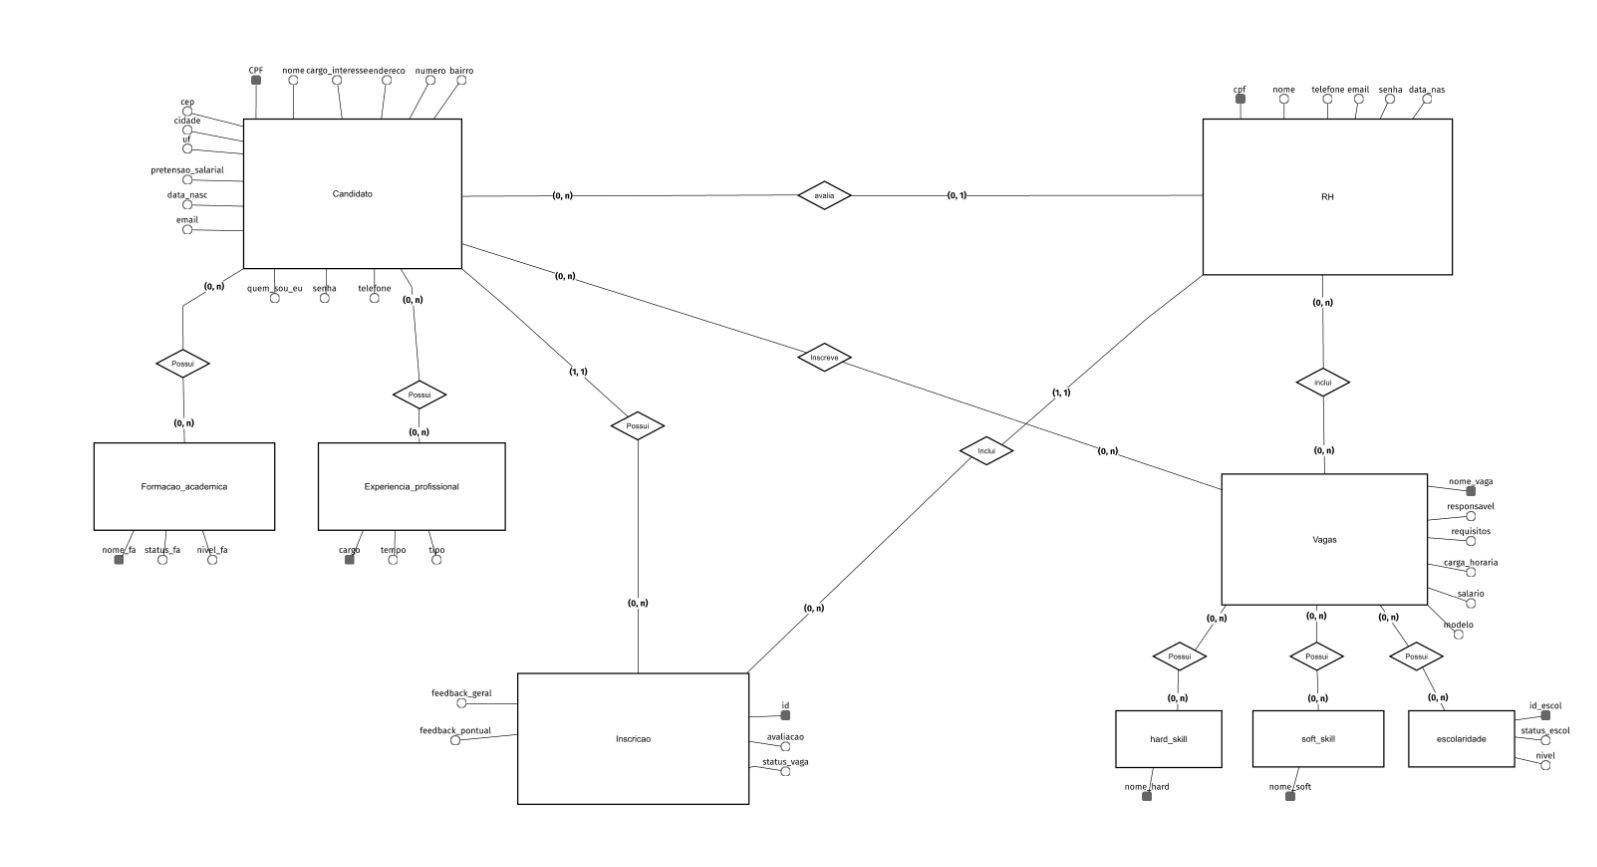 CPF
nome
cargo_interesse
endereco
numero
bairro
cep
cidade
uf
pretensao_salarial
data_nasc
email
Candidato
quem_sou_eu
senha
telefone
(0, n)
avalia
(0, 1)
cpf
nome
telefone
email
senha
data_nas
RH
(0, n)
(0, n)
(0, n)
(0, n)
Possui
(0, n)
Possui
(0, n)
(1, 1)
Possui
(0, n)
Inscreve
(0, n)
(1, 1)
Inclui
(0, n)
inclui
(0, n)
Formacao_academica
nome_fa
status_fa
nivel_fa
Experiencia_profissional
cargo
tempo
tipo
Vagas
nome_vaga
responsavel
requisitos
carga_horaria
salario
modelo
(0, n)
(0, n)
(0, n)
Possui
Possui
Possui
(0, n)
(0, n)
(0, n)
feedback_geral
feedback_pontual
Inscricao
id
avaliacao
status_vaga
hard_skill
nome_hard
soft_skill
nome_soft
escolaridade
id_escol
status_escol
nivel